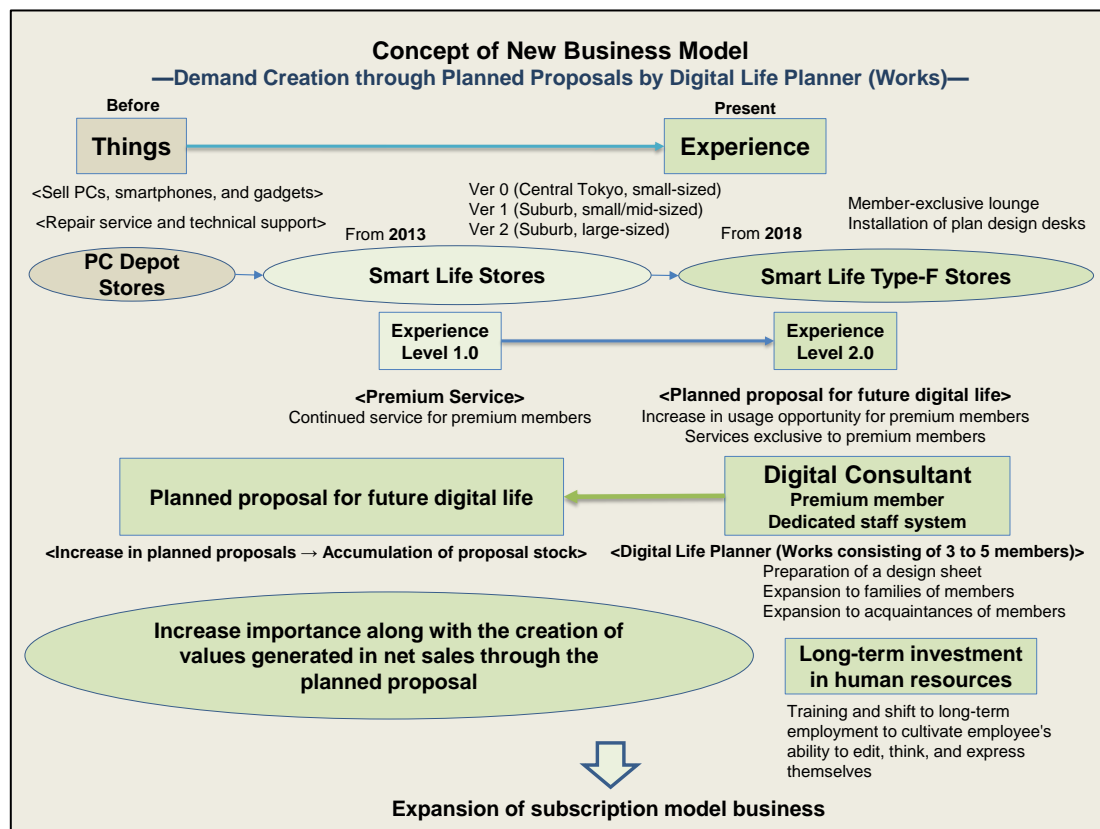 Concept of New Business Model
—Demand Creation through Planned Proposals by Digital Life Planner (Works)—
Before
Present
Things
Experience
<Sell PCs, smartphones, and gadgets>
<Repair service and technical support>
Ver 0 (Central Tokyo, small-sized)
Ver 1 (Suburb, small/mid-sized)
Ver 2 (Suburb, large-sized)
Member-exclusive lounge
Installation of plan design desks
From 2013
From 2018
PC Depot
Stores
Smart Life Stores
Smart Life Type-F Stores
Experience
Level 1.0
Experience
Level 2.0
<Premium Service>
Continued service for premium members
<Planned proposal for future digital life>
Increase in usage opportunity for premium members
Services exclusive to premium members
Planned proposal for future digital life
Digital Consultant
Premium member
Dedicated staff system
<Increase in planned proposals → Accumulation of proposal stock>
<Digital Life Planner (Works consisting of 3 to 5 members)>
Preparation of a design sheet
Expansion to families of members
Expansion to acquaintances of members
Increase importance along with the creation of
values generated in net sales through the
planned proposal
Long-term investment
in human resources
Training and shift to long-term
employment to cultivate employee's
ability to edit, think, and express
themselves
Expansion of subscription model business